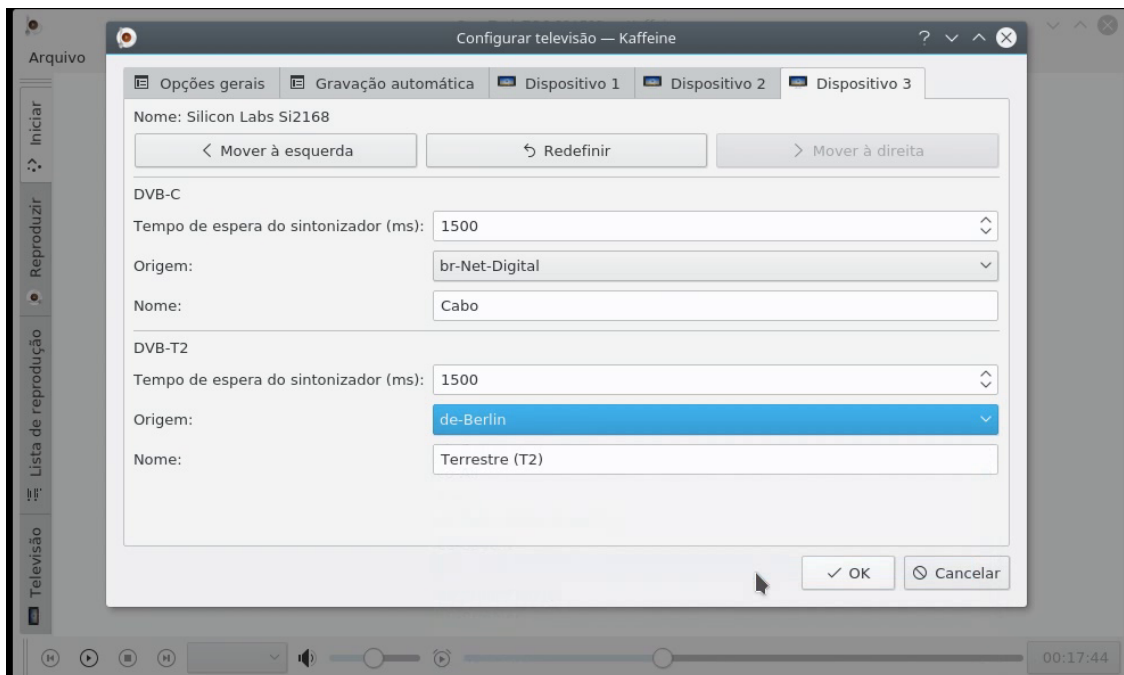 Configurar televisão — Kaffeine
Arquivo
Opções gerais
Gravação automática
Dispositivo 1
Dispositivo 2
Dispositivo 3
Nome: Silicon Labs Si2168
Mover à esquerda
Redefinir
Mover à direita
DVB-C
Tempo de espera do sintonizador (ms): 1500
Origem: br-Net-Digital
Nome: Cabo
DVB-T2
Tempo de espera do sintonizador (ms): 1500
Origem: de-Berlin
Nome: Terrestre (T2)
OK
Cancelar
Iniciar
Reproduzir
Lista de reprodução
Televisão
00:17:44